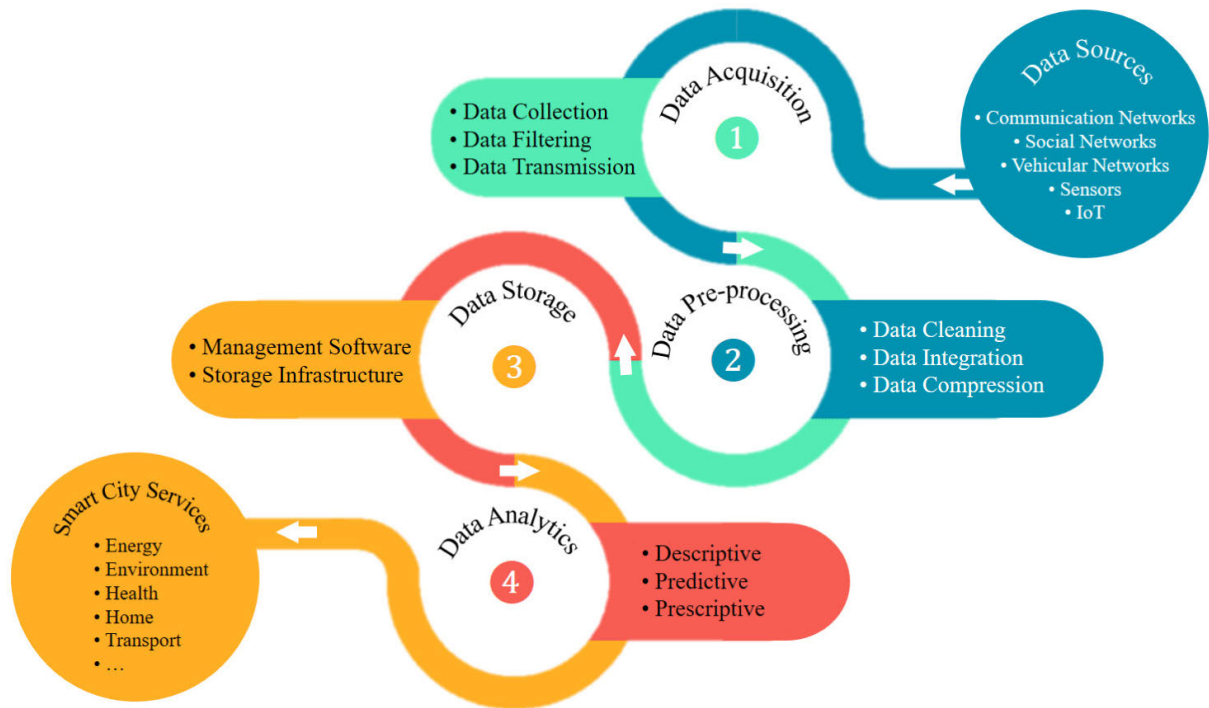 Data Sources
• Communication Networks
• Social Networks
• Vehicular Networks
• Sensors
• IoT
Data Acquisition
1
• Data Collection
• Data Filtering
• Data Transmission
Data Pre-processing
2
• Data Cleaning
• Data Integration
• Data Compression
Data Storage
3
• Management Software
• Storage Infrastructure
Data Analytics
4
• Descriptive
• Predictive
• Prescriptive
Smart City Services
• Energy
• Environment
• Health
• Home
• Transport
• …